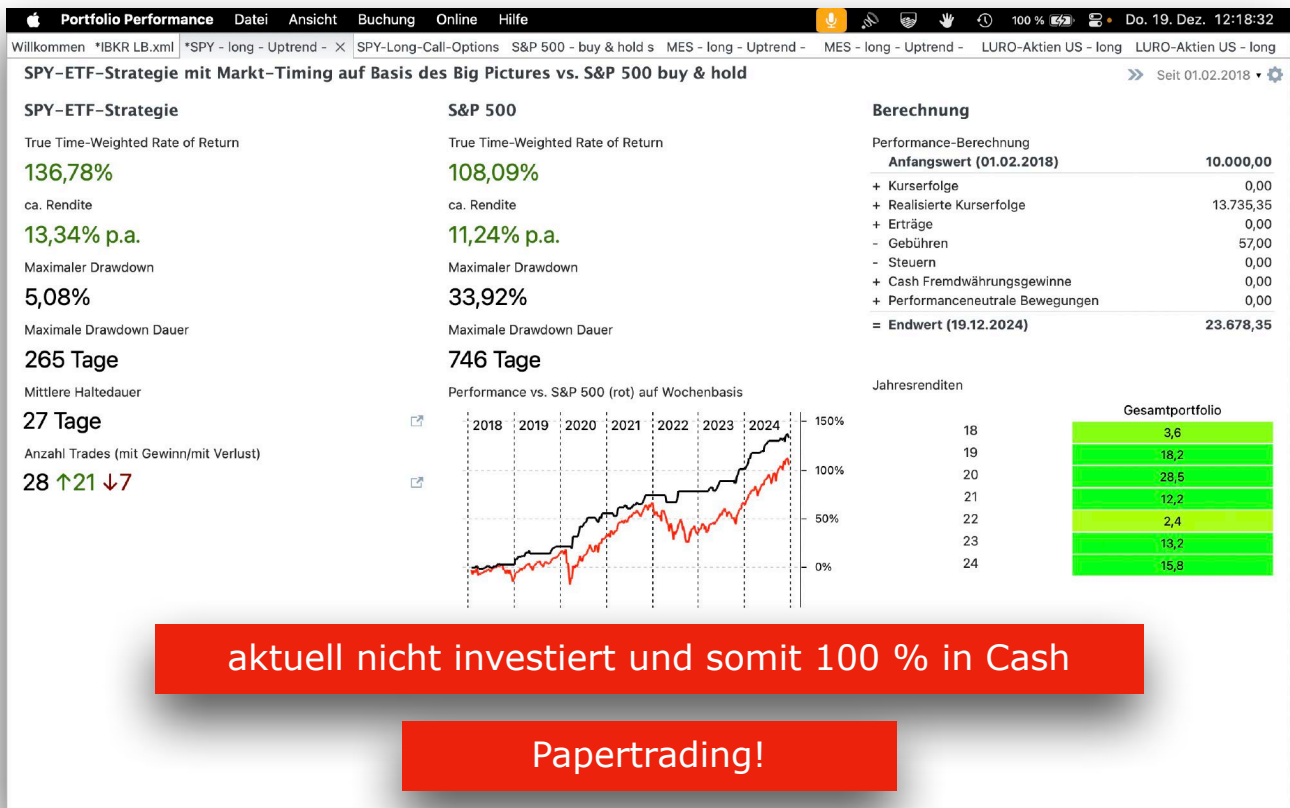 Portfolio Performance Datei Ansicht Buchung Online Hilfe 100 % Do. 19. Dez. 12:18:32
Willkommen *IBKR LB.xml *SPY - long - Uptrend - × SPY-Long-Call-Options S&P 500 - buy & hold s MES - long - Uptrend - MES - long - Uptrend - LURO-Aktien US - long LURO-Aktien US - long
SPY-ETF-Strategie mit Markt-Timing auf Basis des Big Pictures vs. S&P 500 buy & hold
Seit 01.02.2018
SPY-ETF-Strategie
True Time-Weighted Rate of Return
136,78%
ca. Rendite
13,34% p.a.
Maximaler Drawdown
5,08%
Maximale Drawdown Dauer
265 Tage
Mittlere Haltedauer
27 Tage
Anzahl Trades (mit Gewinn/mit Verlust)
28 ↑21 ↓7
S&P 500
True Time-Weighted Rate of Return
108,09%
ca. Rendite
11,24% p.a.
Maximaler Drawdown
33,92%
Maximale Drawdown Dauer
746 Tage
Performance vs. S&P 500 (rot) auf Wochenbasis
2018 2019 2020 2021 2022 2023 2024
150%
100%
50%
0%
Berechnung
Performance-Berechnung
Anfangswert (01.02.2018) 10.000,00
+ Kurserfolge 0,00
+ Realisierte Kurserfolge 13.735,35
+ Erträge 0,00
- Gebühren 57,00
- Steuern 0,00
+ Cash Fremdwährungsgewinne 0,00
+ Performanceneutrale Bewegungen 0,00
= Endwert (19.12.2024) 23.678,35
Jahresrenditen
Gesamtportfolio
18 3,6
19 18,2
20 28,5
21 12,2
22 2,4
23 13,2
24 15,8
aktuell nicht investiert und somit 100 % in Cash
Papertrading!